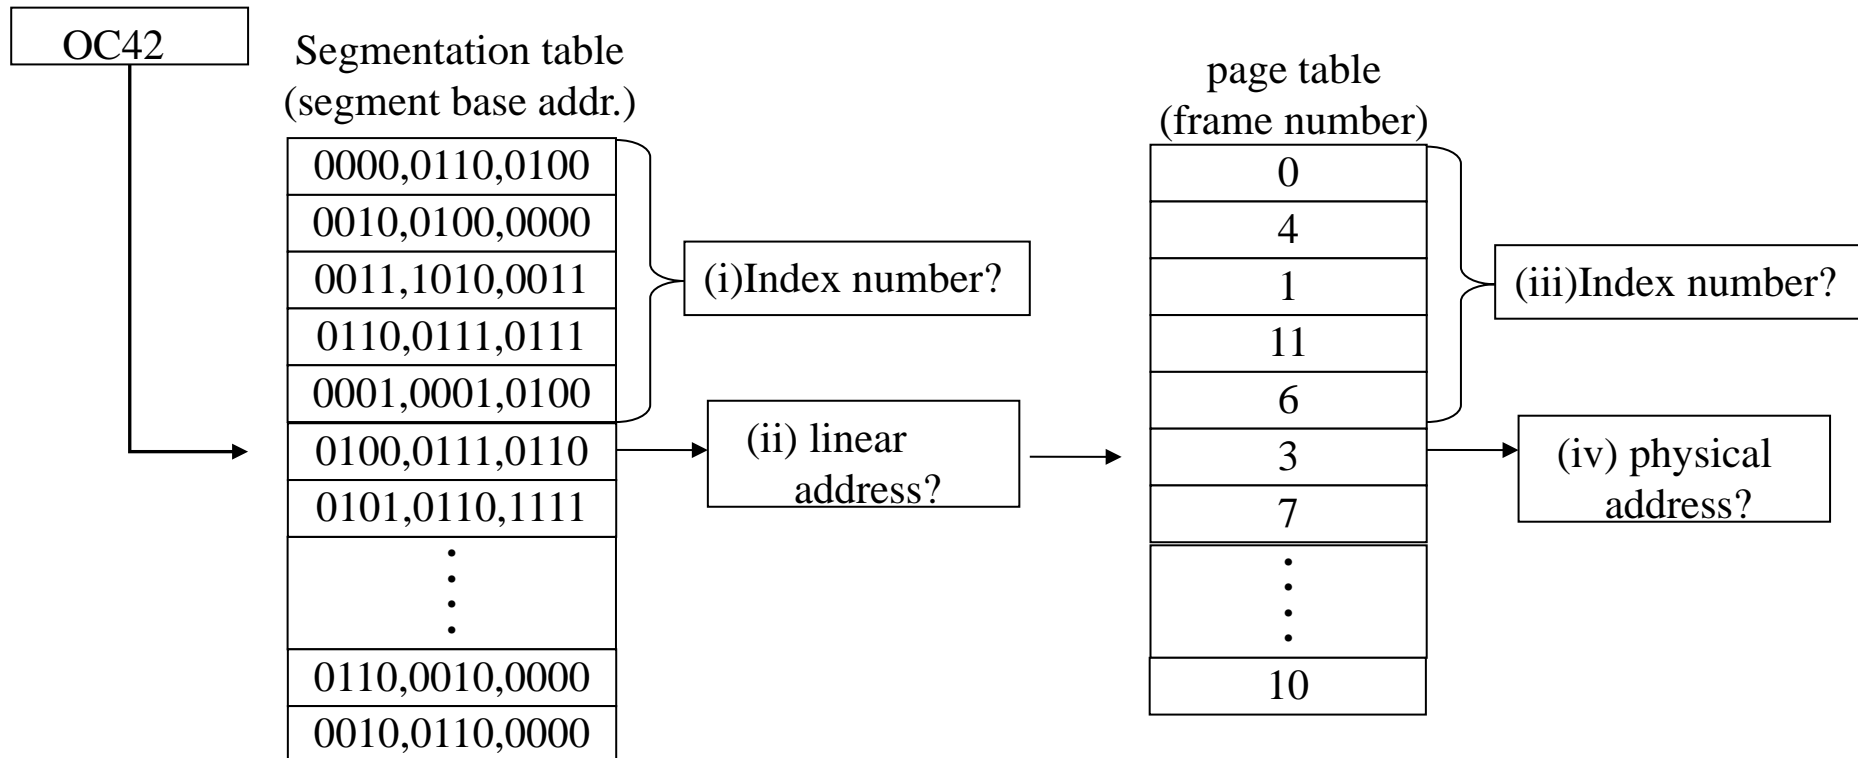 OC42
Segmentation table
(segment base addr.)
0000,0110,0100
0010,0100,0000
0011,1010,0011
0110,0111,0111
0001,0001,0100
0100,0111,0110
0101,0110,1111
0110,0010,0000
0010,0110,0000
(i)Index number?
(ii) linear
address?
page table
(frame number)
0
4
1
11
6
3
7
10
(iii)Index number?
(iv) physical
address?